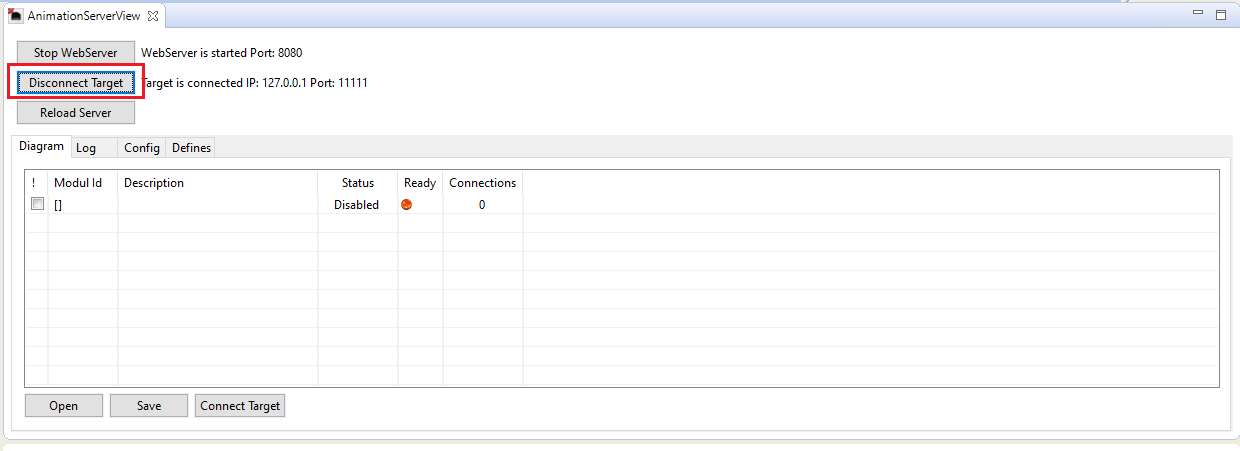 AnimationServerView
Stop WebServer WebServer is started Port: 8080
Disconnect Target Target is connected IP: 127.0.0.1 Port: 11111
Reload Server
Diagram Log Config Defines
! Modul Id Description Status Ready Connections
[] Disabled 0
Open Save Connect Target